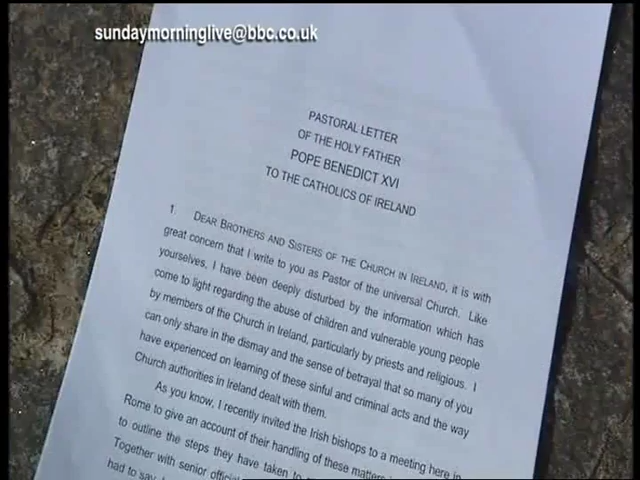 sundaymorninglive@bbc.co.uk
PASTORAL LETTER
OF THE HOLY FATHER
POPE BENEDICT XVI
TO THE CATHOLICS OF IRELAND
1. DEAR BROTHERS AND SISTERS OF THE CHURCH IN IRELAND, it is with
great concern that I write to you as Pastor of the universal Church. Like
yourselves, I have been deeply disturbed by the information which has
come to light regarding the abuse of children and vulnerable young people
by members of the Church in Ireland, particularly by priests and religious. I
can only share in the dismay and the sense of betrayal that so many of you
have experienced on learning of these sinful and criminal acts and the way
Church authorities in Ireland dealt with them.
As you know, I recently invited the Irish bishops to a meeting here in
Rome to give an account of their handling of these matters
to outline the steps they have taken to
Together with senior
had to say